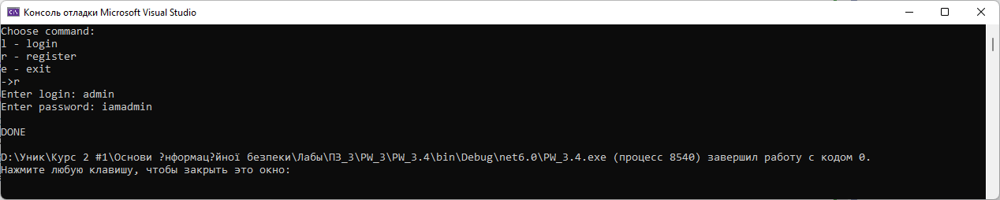 Консоль отладки Microsoft Visual Studio
Choose command:
l - login
r - register
e - exit
->r
Enter login: admin
Enter password: iamadmin
DONE
D:\Уник\Курс 2 #1\Основи ?нформац?йної безпеки\Лабы\ПЗ_3\PW_3\PW_3.4\bin\Debug\net6.0\PW_3.4.exe (процесс 8540) завершил работу с кодом 0.
Нажмите любую клавишу, чтобы закрыть это окно: